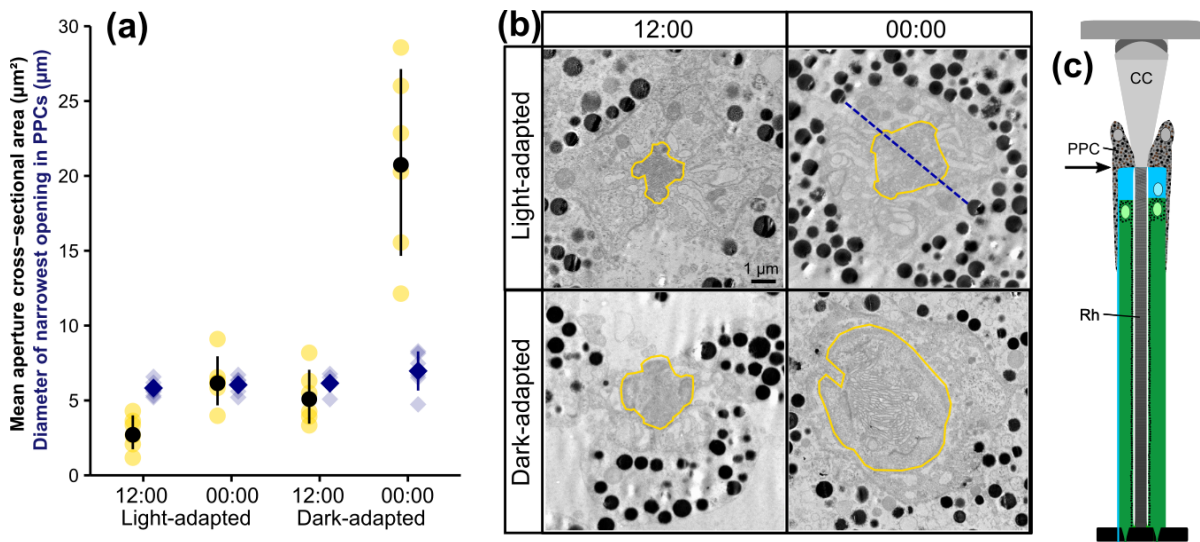 (a)
Mean aperture cross−sectional area (µm²)
Diameter of narrowest opening in PPCs (µm)
30
25
20
15
10
5
0
12:00 00:00 12:00 00:00
Light-adapted Dark-adapted
(b)
12:00 00:00
Light-adapted
Dark-adapted
1 µm
(c)
CC
PPC
Rh